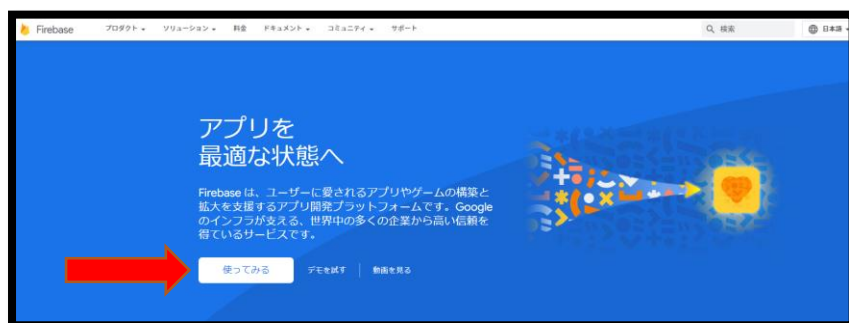 Firebase プロダクト ソリューション 料金 ドキュメント コミュニティ サポート 検索 日本語
アプリを
最適な状態へ
Firebase は、ユーザーに愛されるアプリやゲームの構築と
拡大を支援するアプリ開発プラットフォームです。Google
のインフラが支える、世界中の多くの企業から高い信頼を
得ているサービスです。
使ってみる デモを試す 動画を見る